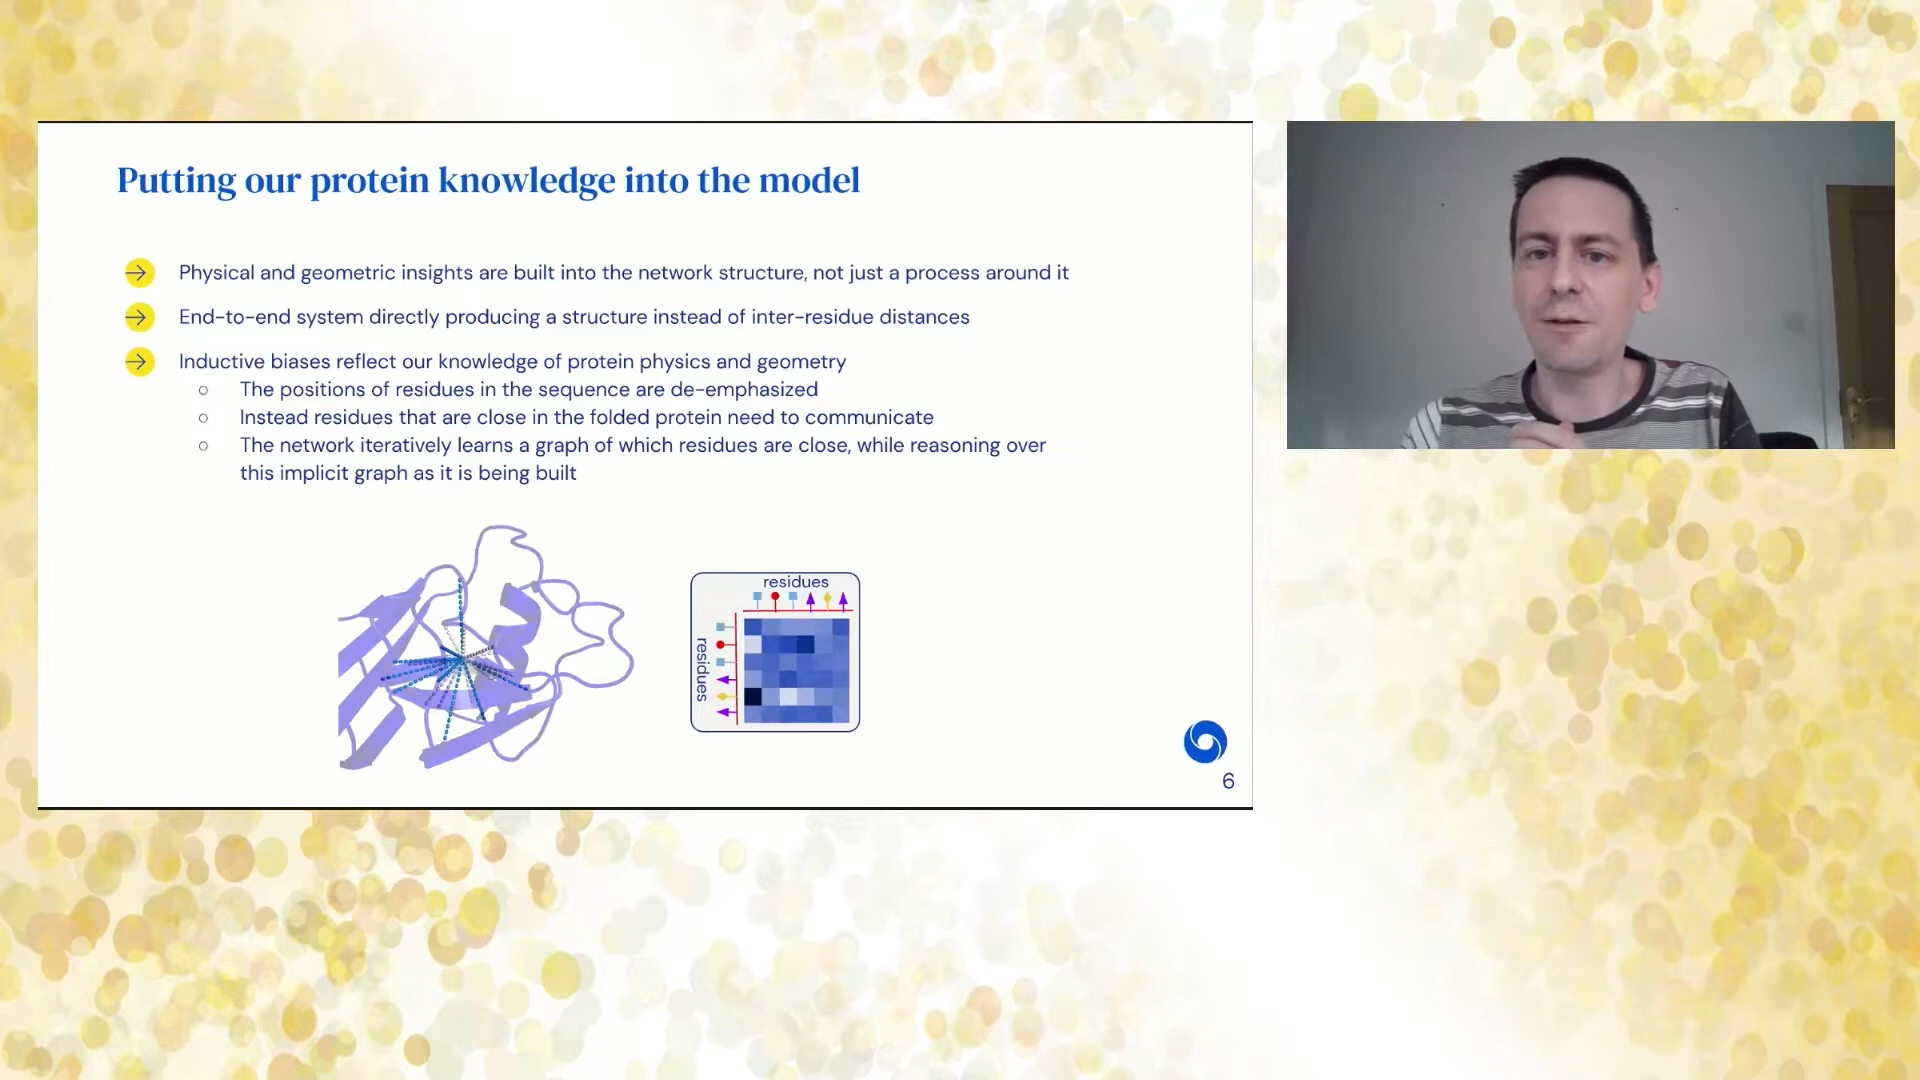 Putting our protein knowledge into the model
Physical and geometric insights are built into the network structure, not just a process around it
End-to-end system directly producing a structure instead of inter-residue distances
Inductive biases reflect our knowledge of protein physics and geometry
The positions of residues in the sequence are de-emphasized
Instead residues that are close in the folded protein need to communicate
The network iteratively learns a graph of which residues are close, while reasoning over
this implicit graph as it is being built
residues
residues
6